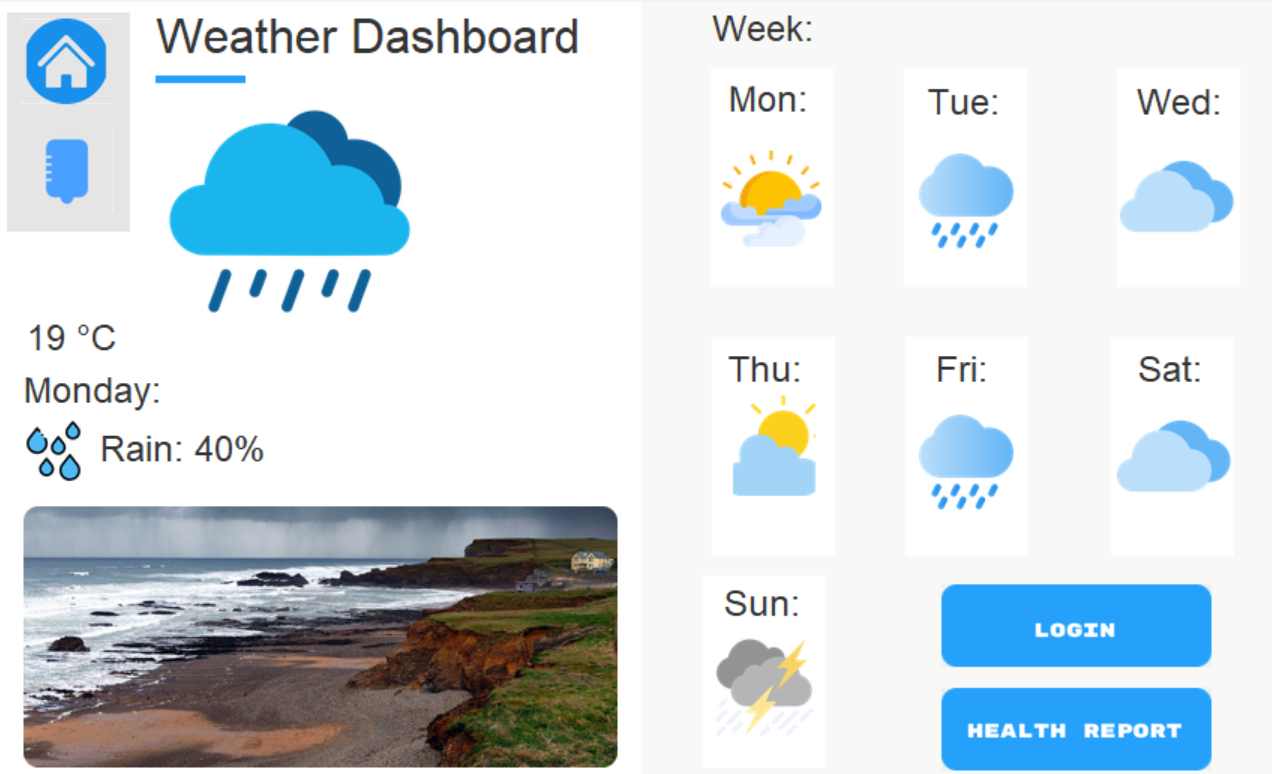 Weather Dashboard
19 °C
Monday:
Rain: 40%
Week:
Mon:
Tue:
Wed:
Thu:
Fri:
Sat:
Sun:
LOGIN
HEALTH REPORT